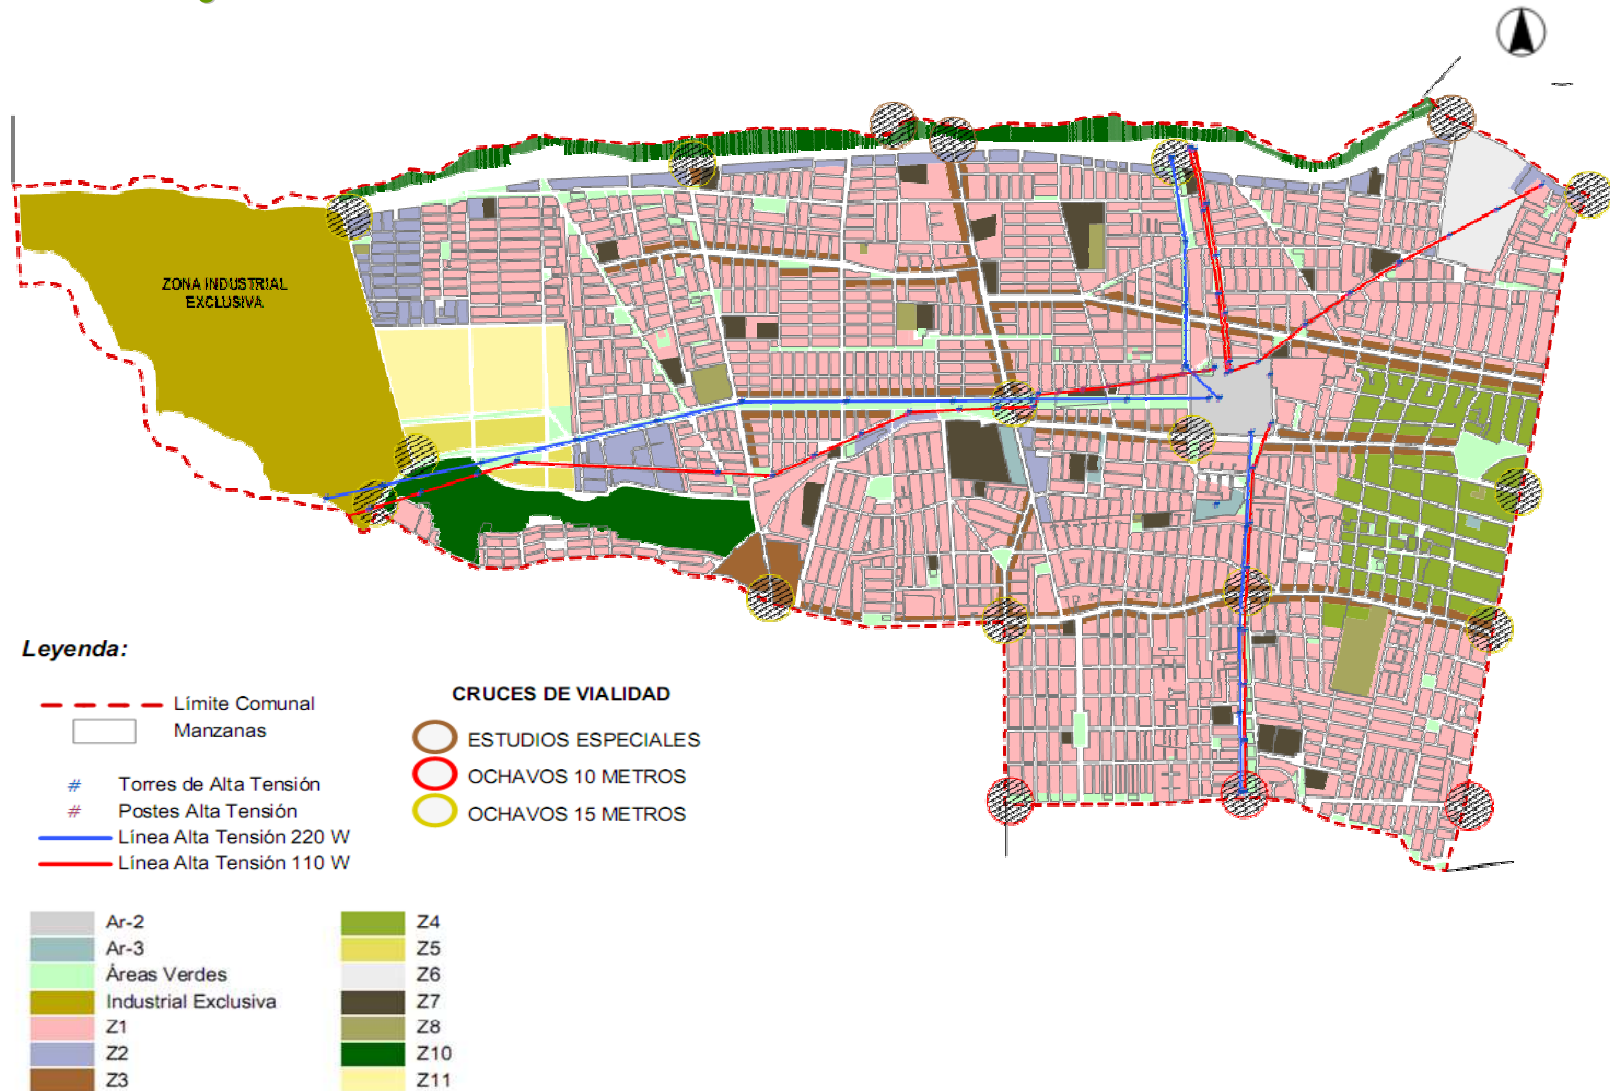 ZONA INDUSTRIAL
EXCLUSIVA
Leyenda:
Límite Comunal
Manzanas
# Torres de Alta Tensión
# Postes Alta Tensión
Línea Alta Tensión 220 W
Línea Alta Tensión 110 W
CRUCES DE VIALIDAD
ESTUDIOS ESPECIALES
OCHAVOS 10 METROS
OCHAVOS 15 METROS
Ar-2
Ar-3
Áreas Verdes
Industrial Exclusiva
Z1
Z2
Z3
Z4
Z5
Z6
Z7
Z8
Z10
Z11